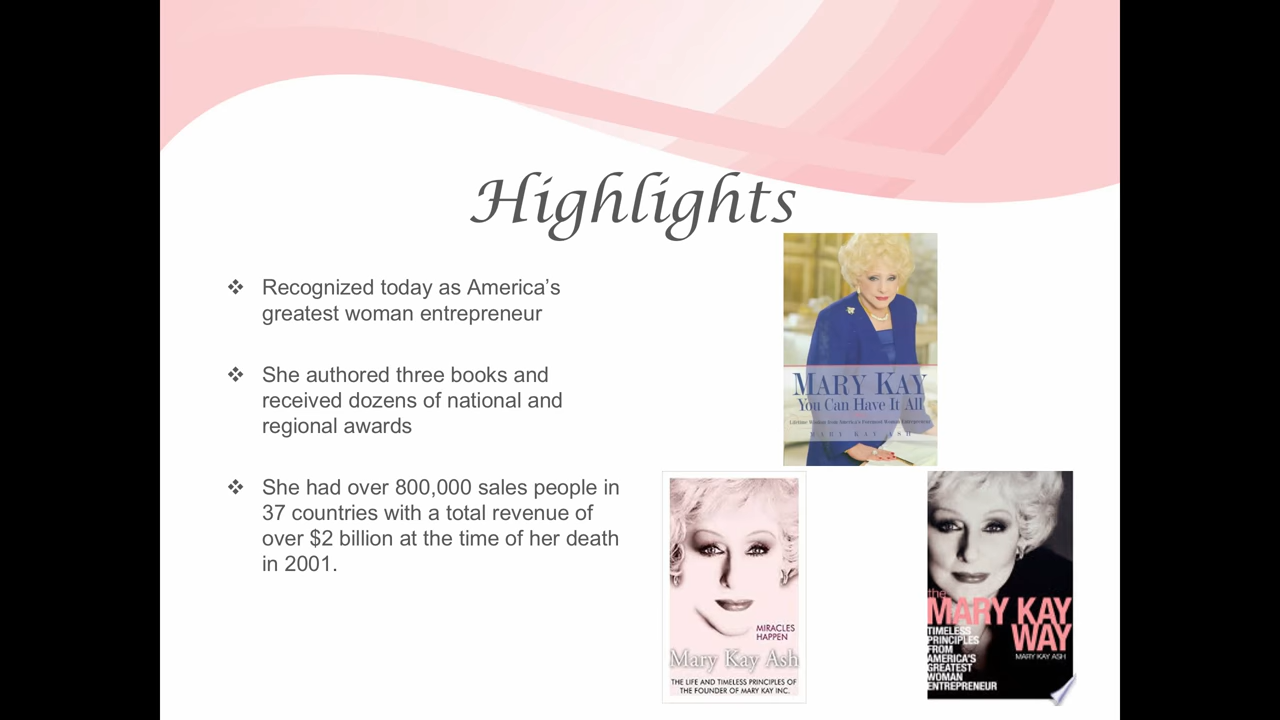 Highlights
Recognized today as America’s
greatest woman entrepreneur
She authored three books and
received dozens of national and
regional awards
She had over 800,000 sales people in
37 countries with a total revenue of
over $2 billion at the time of her death
in 2001.
MARY KAY
You Can Have It All
Lifetime Wisdom from America's Foremost Woman Entrepreneur
MARY KAY ASH
MIRACLES
HAPPEN
Mary Kay Ash
THE LIFE AND TIMELESS PRINCIPLES OF
THE FOUNDER OF MARY KAY INC.
the
MARY KAY
WAY
TIMELESS
PRINCIPLES
FROM
AMERICA'S
GREATEST
WOMAN
ENTREPRENEUR
MARY KAY ASH